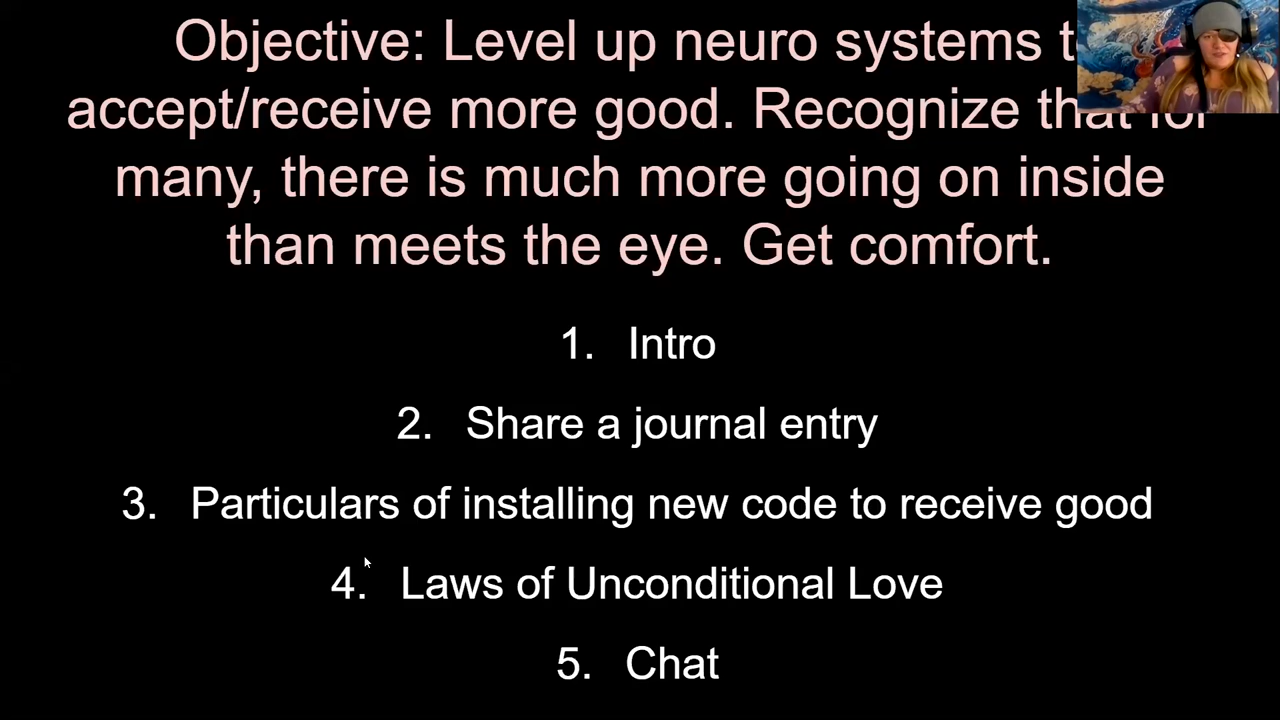 Objective: Level up neuro systems
accept/receive more good. Recognize that for
many, there is much more going on inside
than meets the eye. Get comfort.
1. Intro
2. Share a journal entry
3. Particulars of installing new code to receive good
4. Laws of Unconditional Love
5. Chat